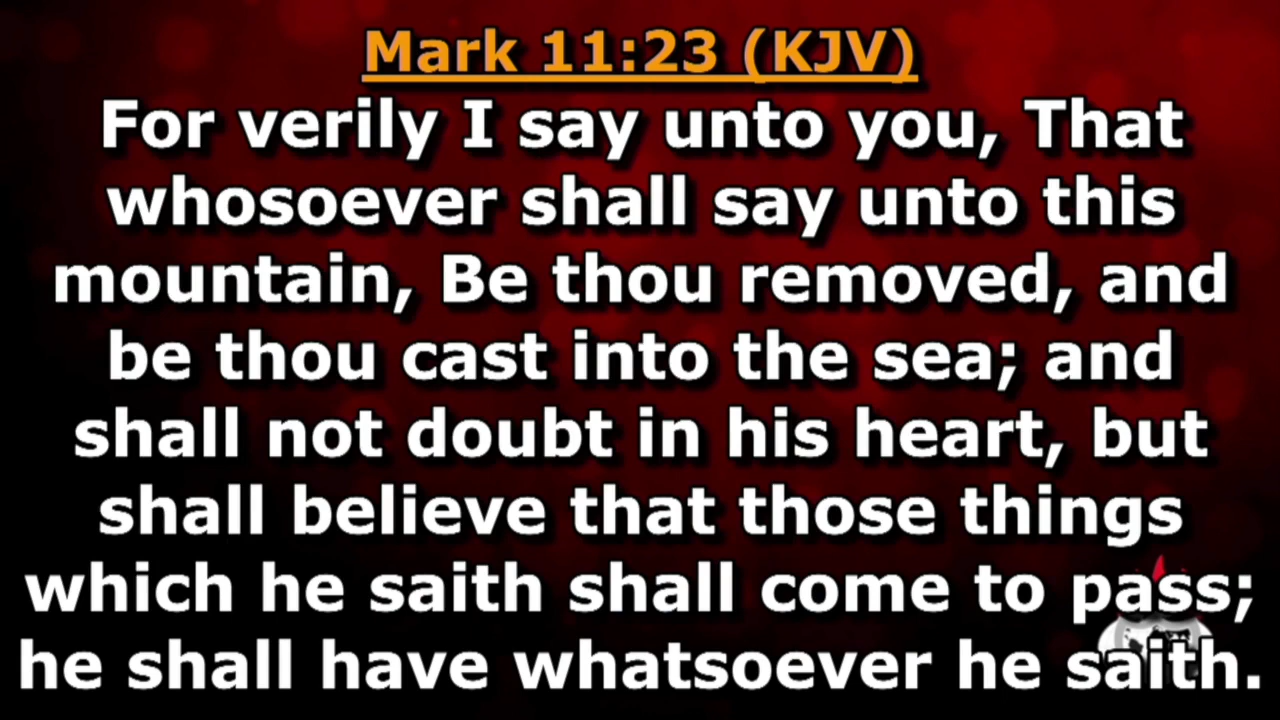 Mark 11:23 (KJV)
For verily I say unto you, That
whosoever shall say unto this
mountain, Be thou removed, and
be thou cast into the sea; and
shall not doubt in his heart, but
shall believe that those things
which he saith shall come to pass;
he shall have whatsoever he saith.